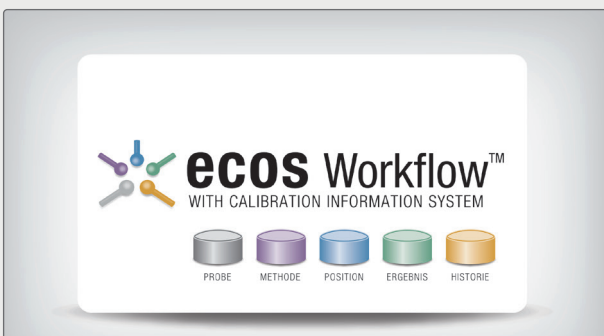 ecos Workflow™
WITH CALIBRATION INFORMATION SYSTEM
PROBE METHODE POSITION ERGEBNIS HISTORIE